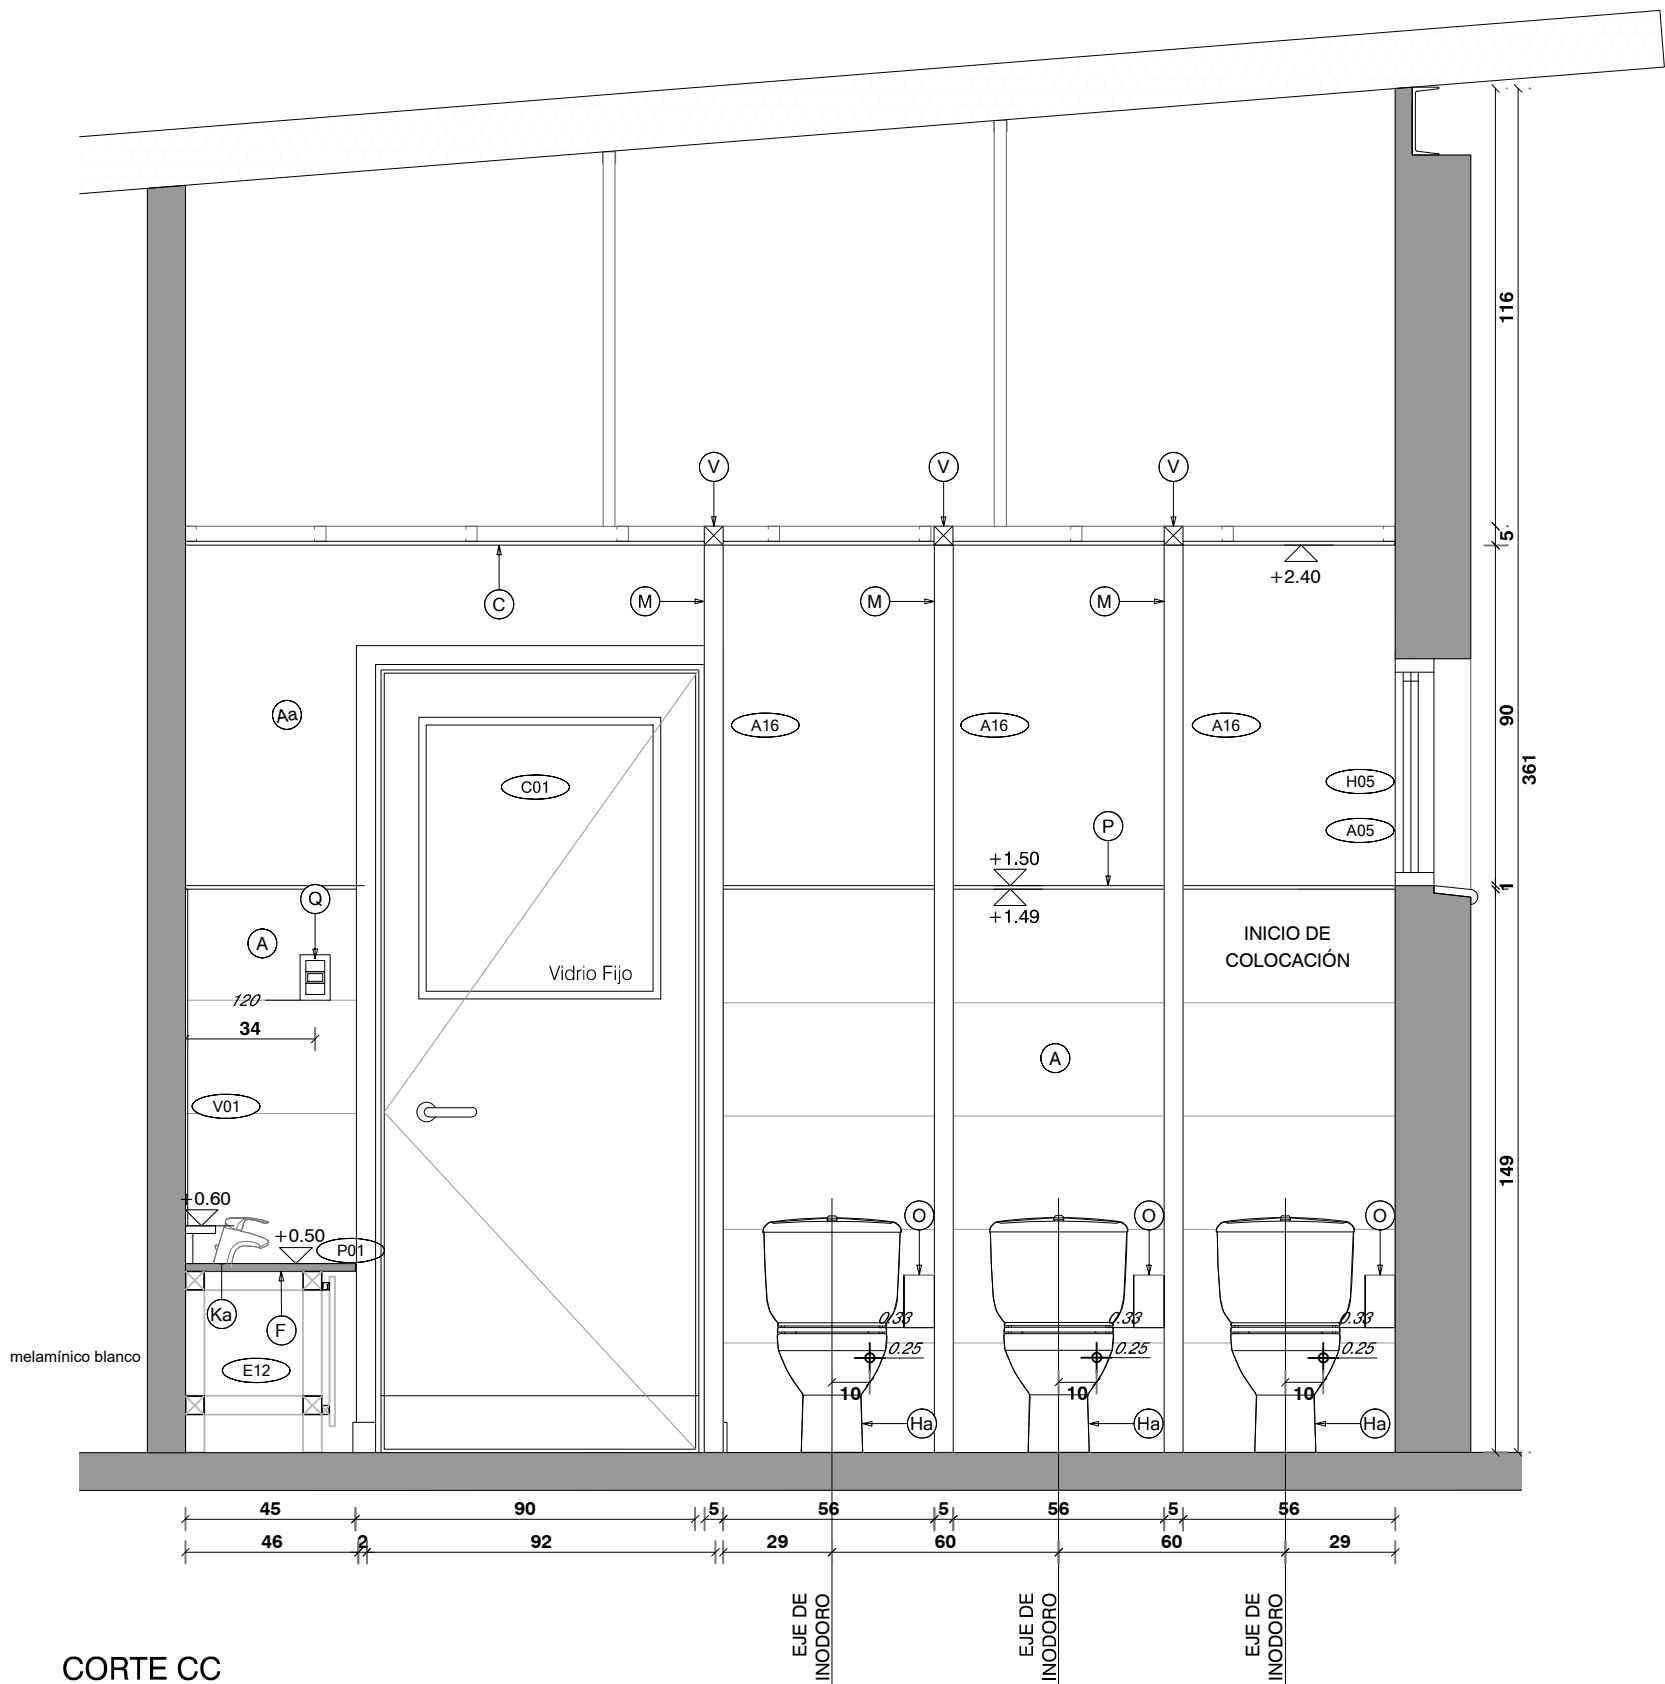 116
V
V
V
5
+2.40
C
M
M
M
Aa
A16
A16
A16
90
361
C01
H05
A05
P
+1.50
+1.49
1
Q
A
INICIO DE
COLOCACIÓN
Vidrio Fijo
120
34
A
V01
149
+0.60
+0.50
P01
O
O
O
Ka
F
0.33
0.33
0.33
melamínico blanco
0.25
0.25
0.25
E12
10
10
10
Ha
Ha
Ha
45
90
5
56
5
56
5
56
46
2
92
29
60
60
29
EJE DE
INODORO
EJE DE
INODORO
EJE DE
INODORO
CORTE CC